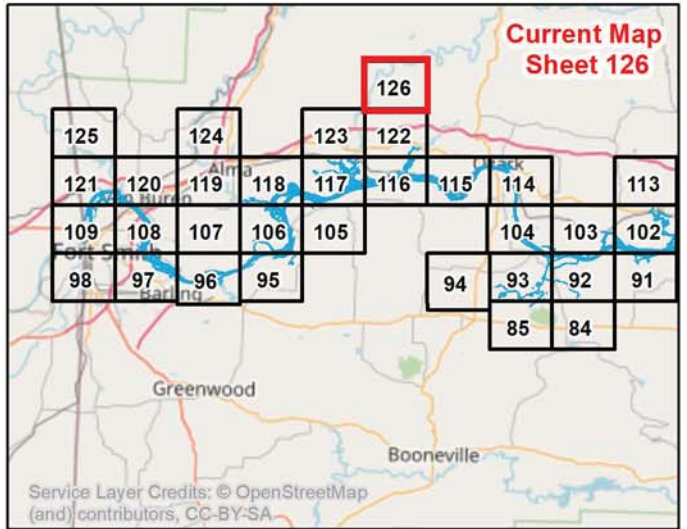 Current Map
Sheet 126
126
125 124 123 122
Alma Ozark
121 120 119 118 117 116 115 114 113
Van Buren
109 108 107 106 105 104 103 102
Fort Smith
98 97 96 95 94 93 92 91
Barling
85 84
Greenwood
Booneville
Service Layer Credits: © OpenStreetMap
(and) contributors, CC-BY-SA